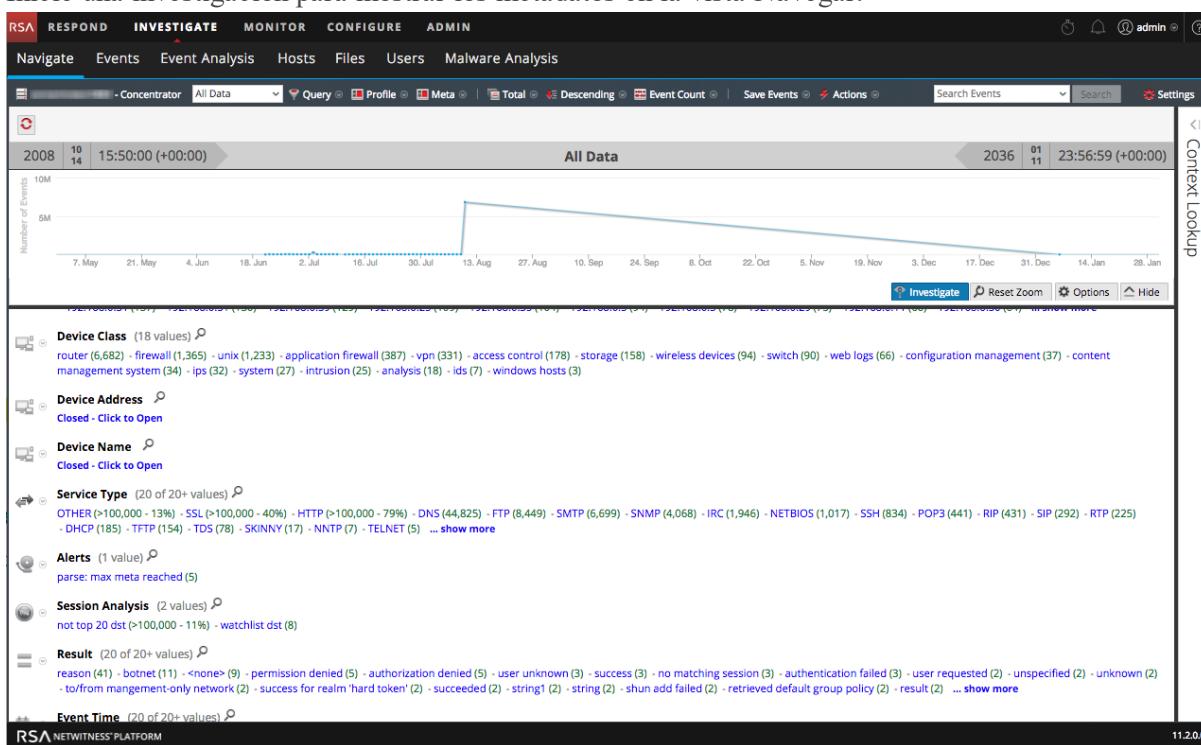 RSA RESPOND INVESTIGATE MONITOR CONFIGURE ADMIN admin
Navigate Events Event Analysis Hosts Files Users Malware Analysis
- Concentrator All Data Query Profile Meta Total Descending Event Count Save Events Actions Search Events Search Settings
2008 10 14 15:50:00 (+00:00) All Data 2036 01 11 23:56:59 (+00:00)
Context Lookup
Number of Events
10M
5M
7. May 21. May 4. Jun 18. Jun 2. Jul 16. Jul 30. Jul 13. Aug 27. Aug 10. Sep 24. Sep 8. Oct 22. Oct 5. Nov 19. Nov 3. Dec 17. Dec 31. Dec 14. Jan 28. Jan
Investigate Reset Zoom Options Hide
Device Class (18 values)
router (6,682) - firewall (1,365) - unix (1,233) - application firewall (387) - vpn (331) - access control (178) - storage (158) - wireless devices (94) - switch (90) - web logs (66) - configuration management (37) - content
management system (34) - ips (32) - system (27) - intrusion (25) - analysis (18) - ids (7) - windows hosts (3)
Device Address
Closed - Click to Open
Device Name
Closed - Click to Open
Service Type (20 of 20+ values)
OTHER (>100,000 - 13%) - SSL (>100,000 - 40%) - HTTP (>100,000 - 79%) - DNS (44,825) - FTP (8,449) - SMTP (6,699) - SNMP (4,068) - IRC (1,946) - NETBIOS (1,017) - SSH (834) - POP3 (441) - RIP (431) - SIP (292) - RTP (225)
- DHCP (185) - TFTP (154) - TDS (78) - SKINNY (17) - NNTP (7) - TELNET (5) ... show more
Alerts (1 value)
parse: max meta reached (5)
Session Analysis (2 values)
not top 20 dst (>100,000 - 11%) - watchlist dst (8)
Result (20 of 20+ values)
reason (41) - botnet (11) - <none> (9) - permission denied (5) - authorization denied (5) - user unknown (3) - success (3) - no matching session (3) - authentication failed (3) - user requested (2) - unspecified (2) - unknown (2)
- to/from mangement-only network (2) - success for realm 'hard token' (2) - succeeded (2) - string1 (2) - string (2) - shun add failed (2) - retrieved default group policy (2) - result (2) ... show more
Event Time (20 of 20+ values)
RSA NETWITNESS® PLATFORM 11.2.0.